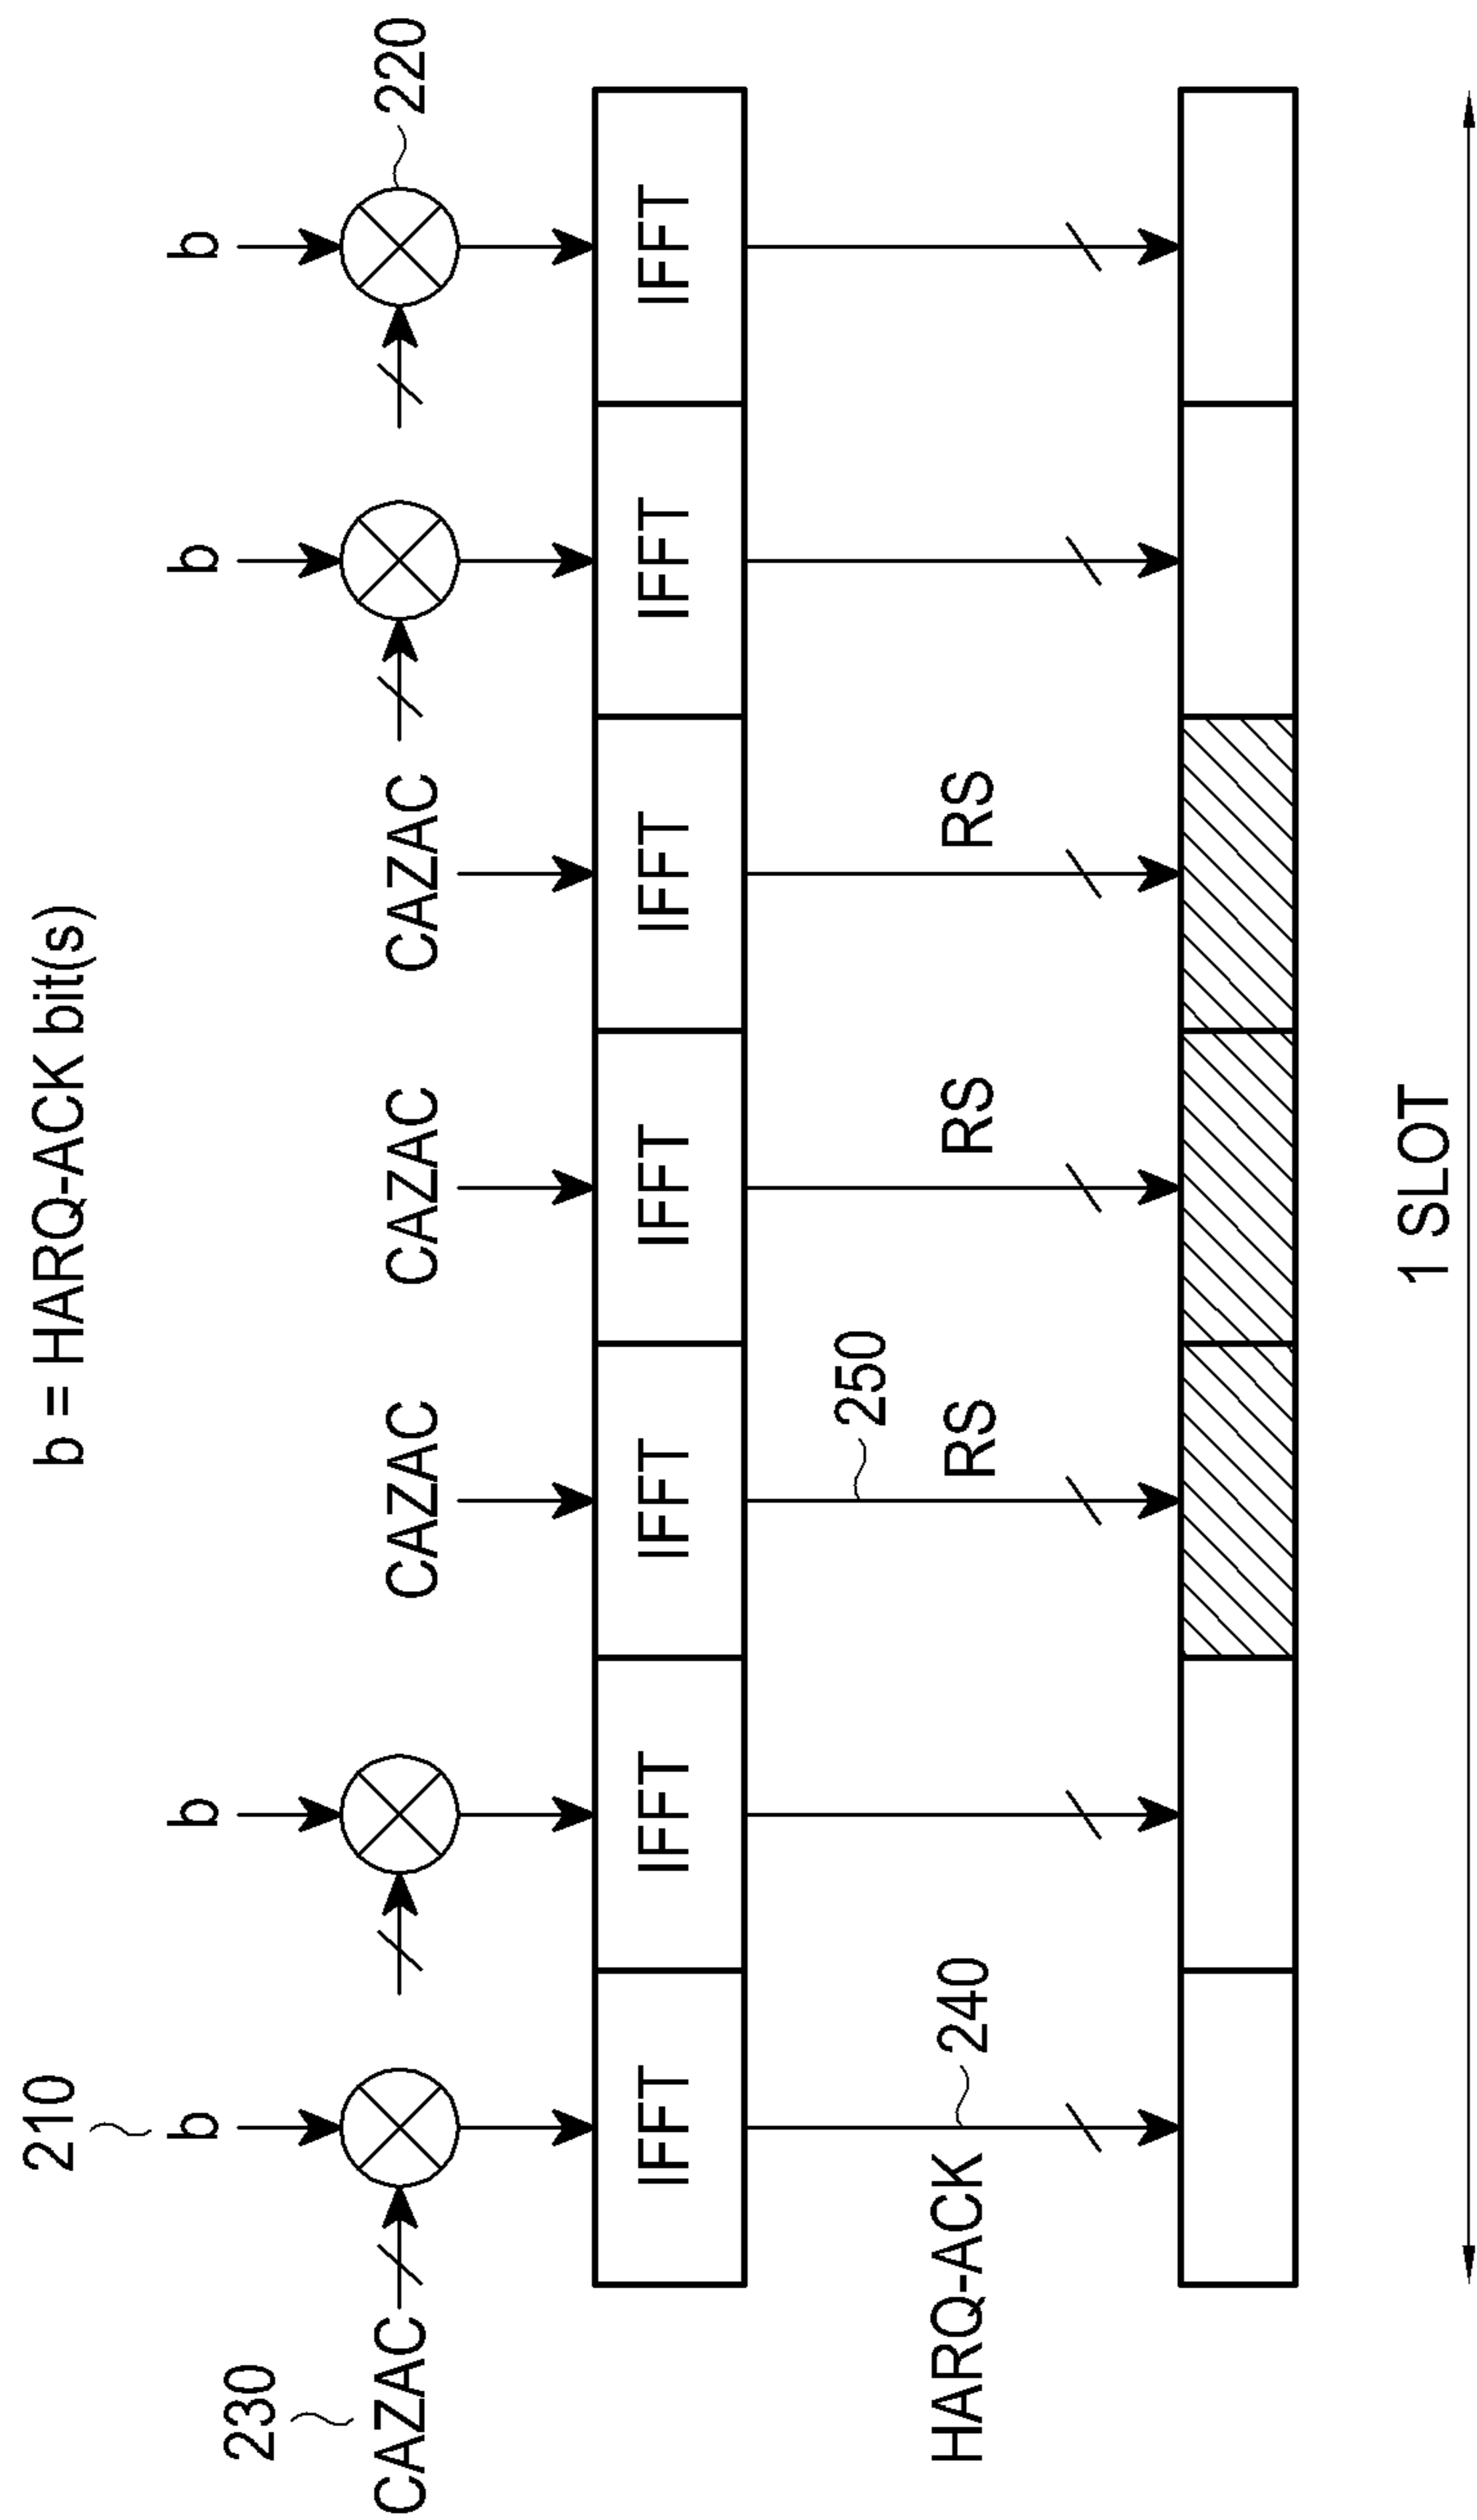 b = HARQ-ACK bit(s)
210
b b b b
230
CAZAC CAZAC CAZAC CAZAC 220
IFFT IFFT IFFT IFFT IFFT IFFT IFFT
250
HARQ-ACK 240 RS RS RS
1 SLOT